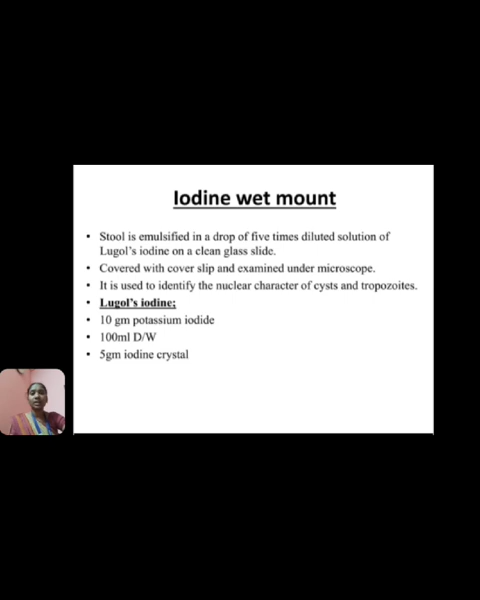 Iodine wet mount
• Stool is emulsified in a drop of five times diluted solution of
Lugol's iodine on a clean glass slide.
• Covered with cover slip and examined under microscope.
• It is used to identify the nuclear character of cysts and tropozoites.
• Lugol's iodine;
• 10 gm potassium iodide
• 100ml D/W
• 5gm iodine crystal